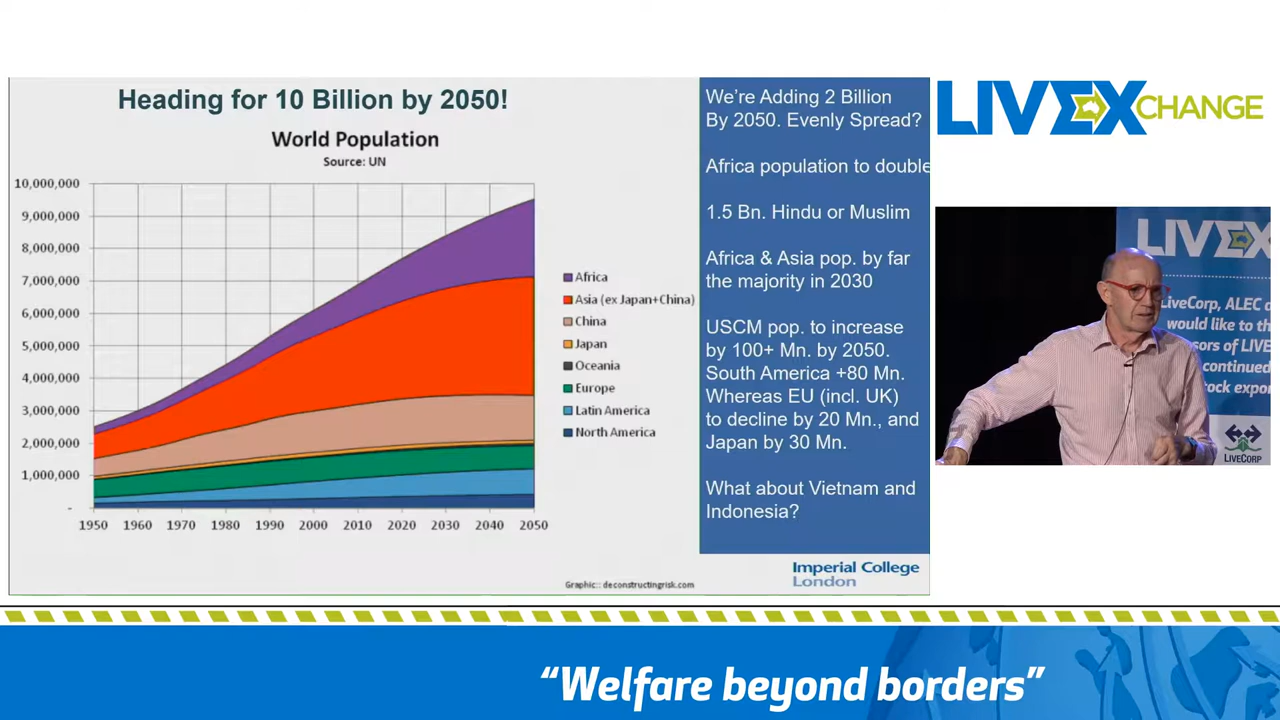 Heading for 10 Billion by 2050!
World Population
Source: UN
10,000,000
9,000,000
8,000,000
7,000,000
6,000,000
5,000,000
4,000,000
3,000,000
2,000,000
1,000,000
-
1950 1960 1970 1980 1990 2000 2010 2020 2030 2040 2050
Africa
Asia (ex Japan+China)
China
Japan
Oceania
Europe
Latin America
North America
Graphic:: deconstructingrisk.com
We're Adding 2 Billion
By 2050. Evenly Spread?
Africa population to double
1.5 Bn. Hindu or Muslim
Africa & Asia pop. by far
the majority in 2030
USCM pop. to increase
by 100+ Mn. by 2050.
South America +80 Mn.
Whereas EU (incl. UK)
to decline by 20 Mn., and
Japan by 30 Mn.
What about Vietnam and
Indonesia?
Imperial College
London
LIVEXCHANGE
LIVEX
LiveCorp, ALEC
would like to th
sors of LIVE
continued
tock expor
LIVECORP
"Welfare beyond borders"